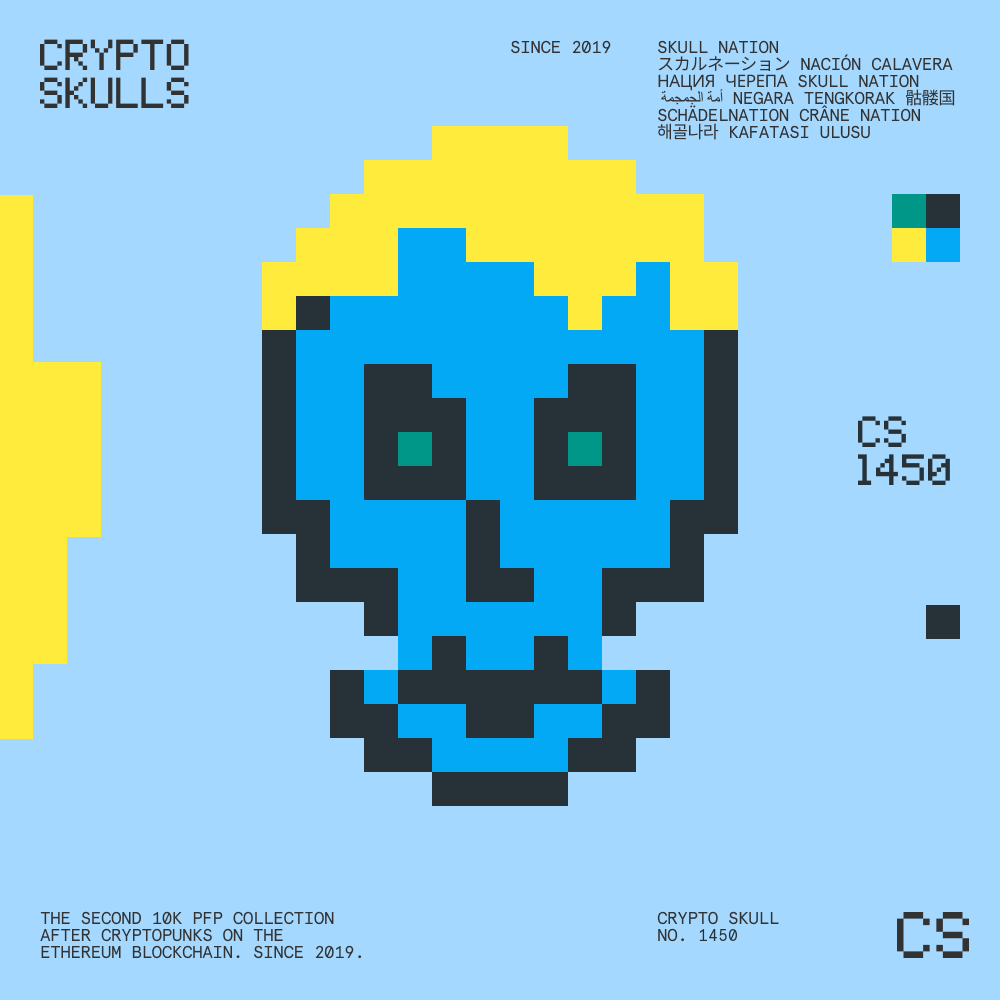 CRYPTO
SKULLS
SINCE 2019
SKULL NATION
スカルネーション NACIÓN CALAVERA
НАЦИЯ ЧЕРЕПА SKULL NATION
أمة الجمجمة NEGARA TENGKORAK 骷髅国
SCHÄDELNATION CRÂNE NATION
해골나라 KAFATASI ULUSU
CS
1450
THE SECOND 10K PFP COLLECTION
AFTER CRYPTOPUNKS ON THE
ETHEREUM BLOCKCHAIN. SINCE 2019.
CRYPTO SKULL
NO. 1450
CS